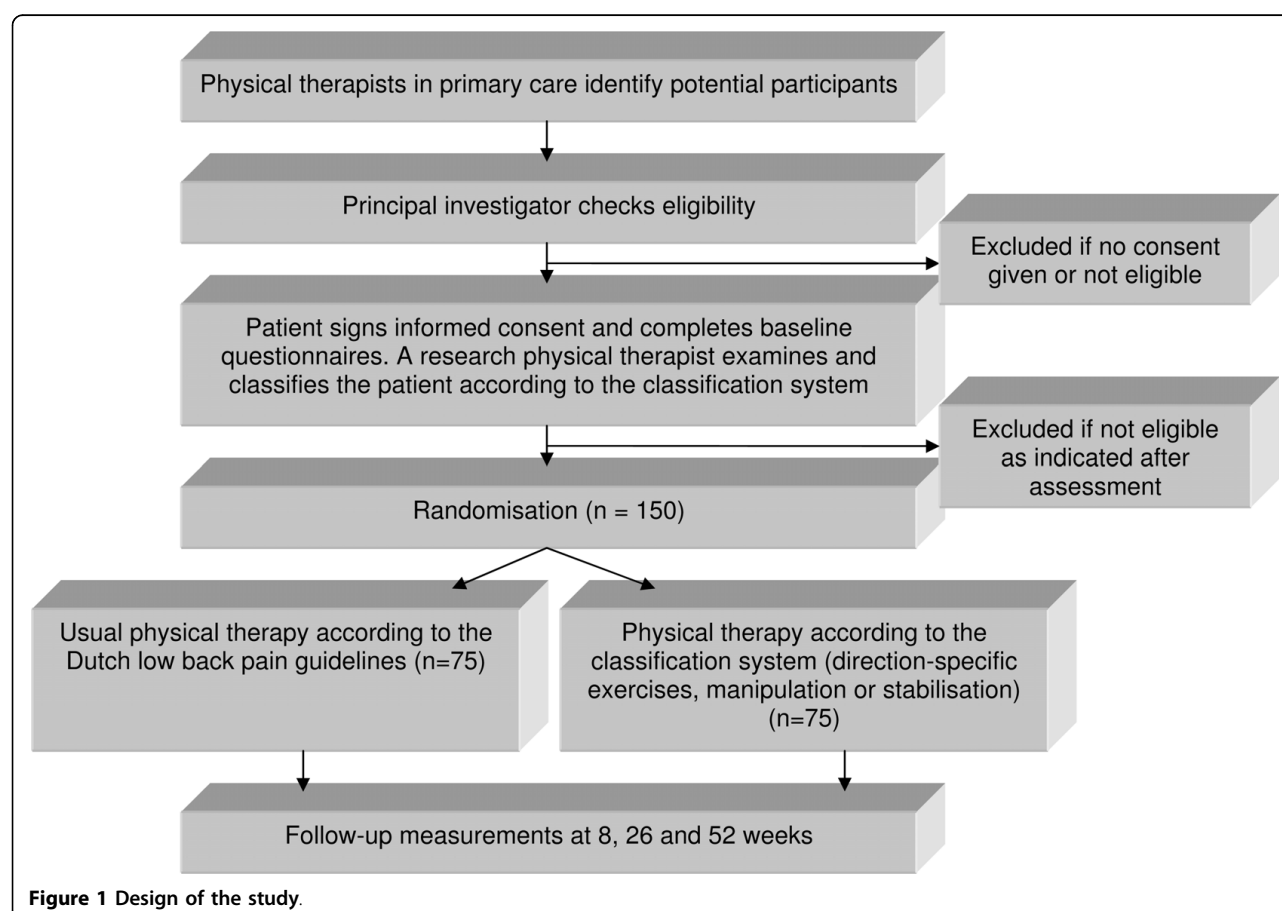 Physical therapists in primary care identify potential participants
Principal investigator checks eligibility
Excluded if no consent
given or not eligible
Patient signs informed consent and completes baseline
questionnaires. A research physical therapist examines and
classifies the patient according to the classification system
Excluded if not eligible
as indicated after
assessment
Randomisation (n = 150)
Usual physical therapy according to the
Dutch low back pain guidelines (n=75)
Physical therapy according to the
classification system (direction-specific
exercises, manipulation or stabilisation)
(n=75)
Follow-up measurements at 8, 26 and 52 weeks
Figure 1 Design of the study.